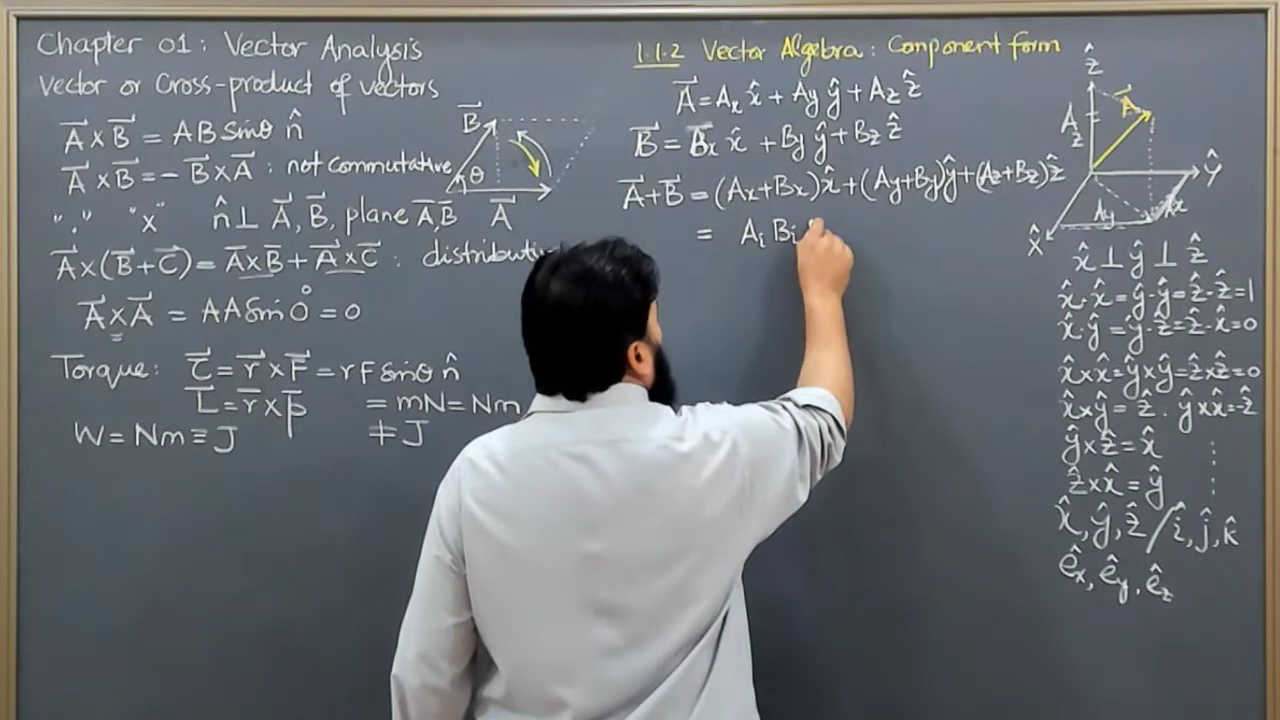 Chapter 01: Vector Analysis
Vector or Cross-product of vectors
A⃗ × B⃗ = AB sinθ n̂
A⃗ × B⃗ = - B⃗ × A⃗ : not commutative
" . " "x" n̂ ⊥ A⃗, B⃗, plane A⃗, B⃗
A⃗ × (B⃗ + C⃗) = A⃗×B⃗ + A⃗×C⃗ :
A⃗ × A⃗ = AA sin 0° = 0
Torque: τ⃗ = r⃗ × F⃗ = rF sinθ n̂
L⃗ = r⃗ × p⃗ = mN = Nm
W = Nm ≡ J ≠ J
B⃗
θ
A⃗
1.1.2 Vector Algebra: Component form
A⃗ = Ax x̂ + Ay ŷ + Az ẑ
B⃗ = Bx x̂ + By ŷ + Bz ẑ
A⃗ + B⃗ = (Ax+Bx) x̂ + (Ay+By) ŷ + (Az+Bz) ẑ
= Ai Bi
ẑ
A⃗
Az
ŷ
Ay Ax
x̂
x̂ ⊥ ŷ ⊥ ẑ
x̂·x̂ = ŷ·ŷ = ẑ·ẑ = 1
x̂·ŷ = ŷ·ẑ = ẑ·x̂ = 0
x̂×x̂ = ŷ×ŷ = ẑ×ẑ = 0
x̂×ŷ = ẑ . ŷ×x̂ = -ẑ
ŷ×ẑ = x̂
ẑ×x̂ = ŷ
x̂, ŷ, ẑ / î, ĵ, k̂
êx, êy, êz